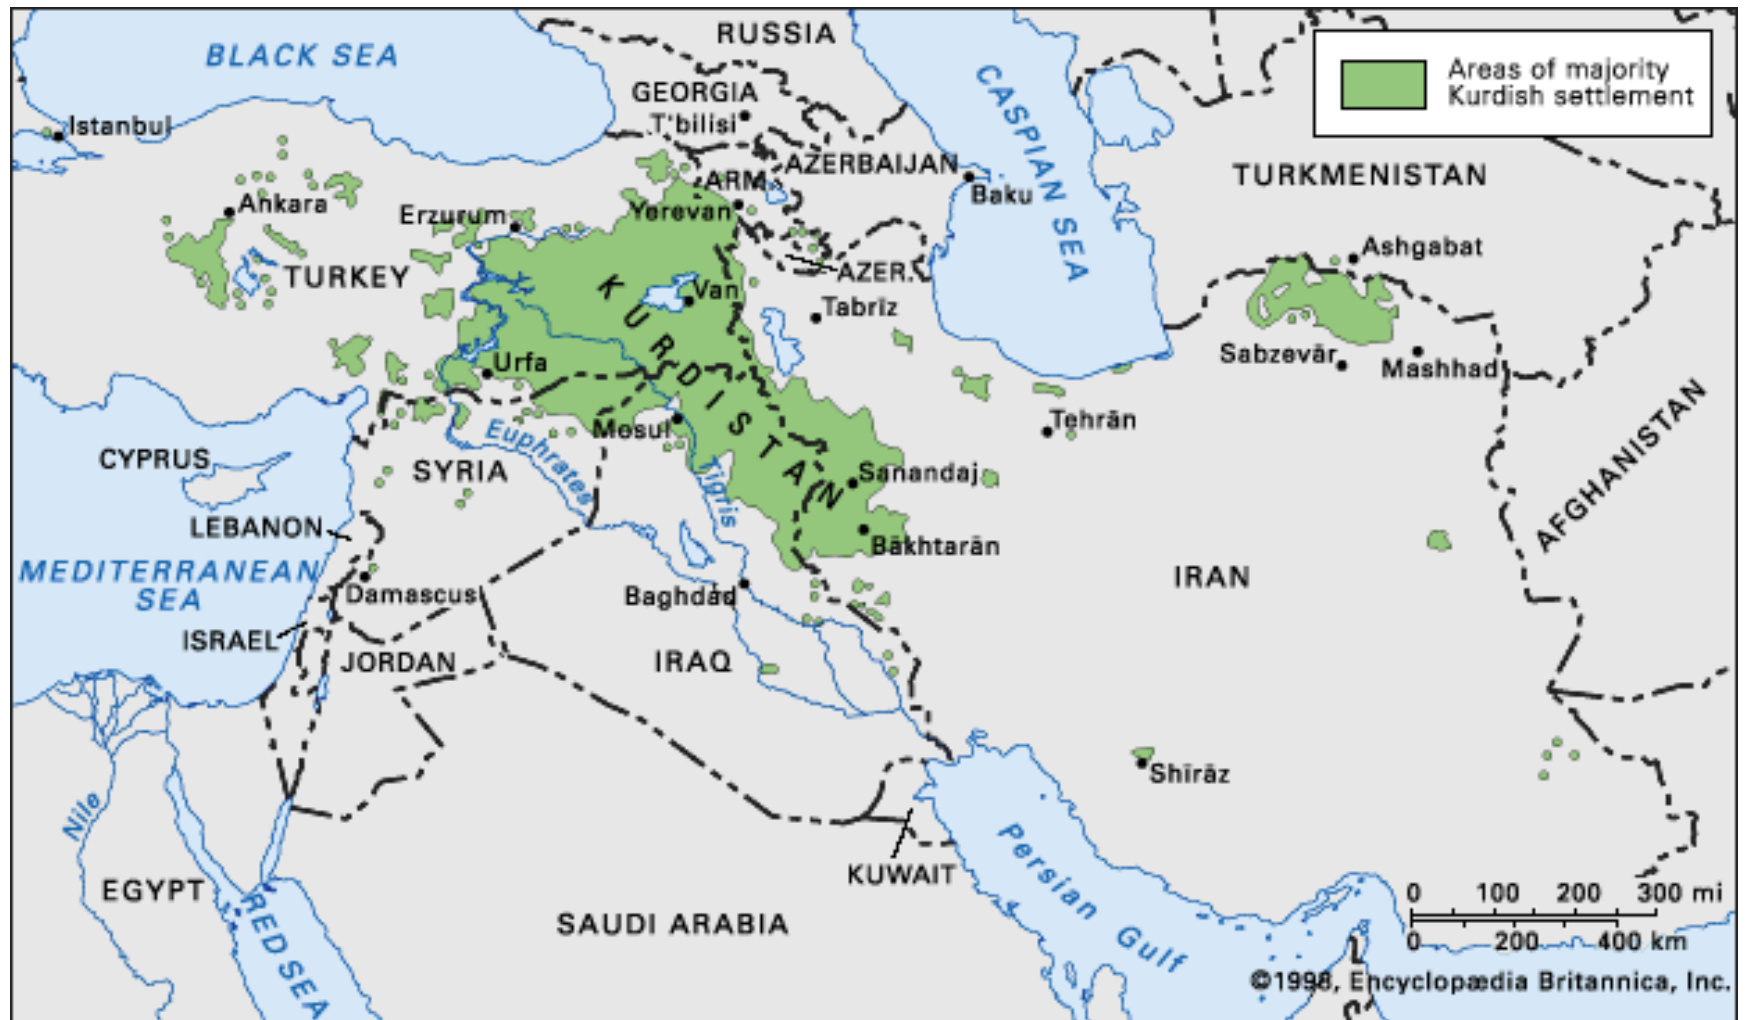 RUSSIA
BLACK SEA
CASPIAN SEA
Areas of majority
Kurdish settlement
GEORGIA
T'bilisi
Istanbul
AZERBAIJAN
TURKMENISTAN
ARM.
Baku
Ankara
Erzurum
Yerevan
Ashgabat
TURKEY
AZER.
Van
Tabrīz
KURDISTAN
Urfa
Sabzevār
Mashhad
Tehrān
AFGHANISTAN
Mosul
Euphrates
CYPRUS
SYRIA
Tigris
Sanandaj
LEBANON
Bākhtarān
MEDITERRANEAN
SEA
IRAN
Damascus
Baghdād
ISRAEL
JORDAN
IRAQ
Shīrāz
Nile
KUWAIT
Persian Gulf
EGYPT
RED SEA
SAUDI ARABIA
0 100 200 300 mi
0 200 400 km
©1998, Encyclopædia Britannica, Inc.